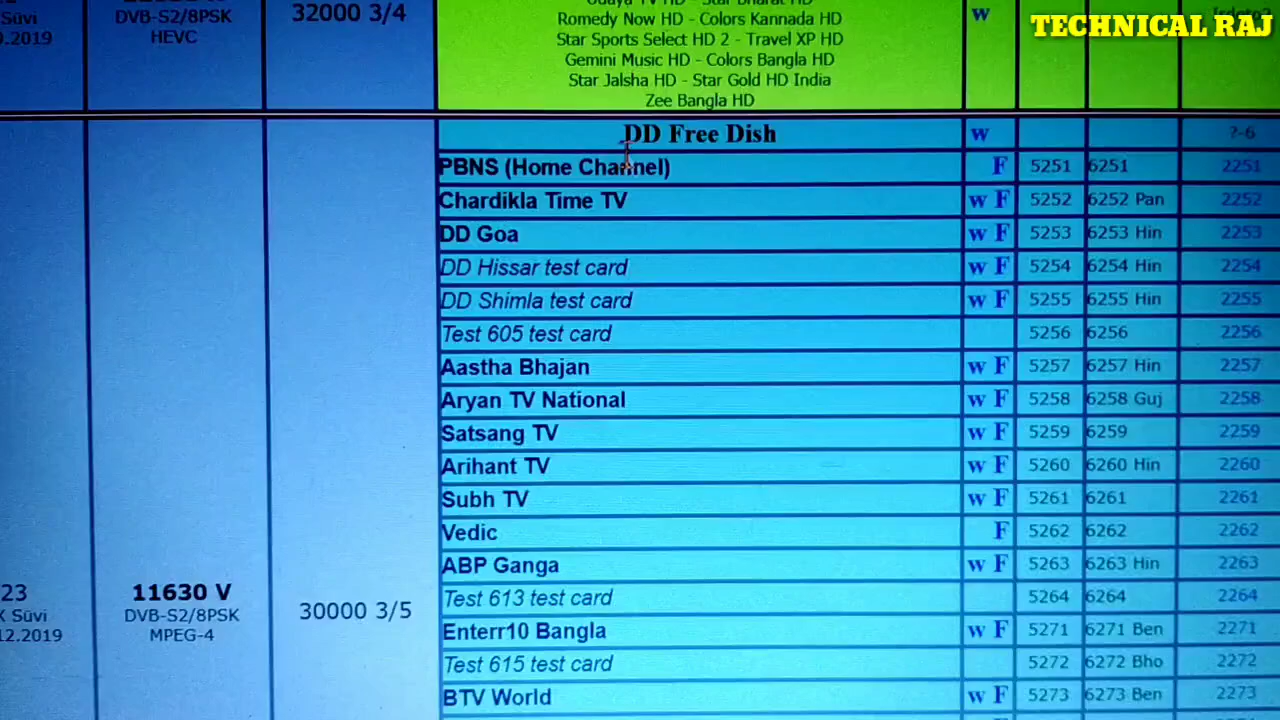 TECHNICAL RAJ
Süvi
.2019
DVB-S2/8PSK
HEVC
32000 3/4
Romedy Now HD - Colors Kannada HD
Star Sports Select HD 2 - Travel XP HD
Gemini Music HD - Colors Bangla HD
Star Jalsha HD - Star Gold HD India
Zee Bangla HD
w
DD Free Dish w ?-6
PBNS (Home Channel) F 5251 6251 2251
Chardikla Time TV w F 5252 6252 Pan 2252
DD Goa w F 5253 6253 Hin 2253
DD Hissar test card w F 5254 6254 Hin 2254
DD Shimla test card w F 5255 6255 Hin 2255
Test 605 test card 5256 6256 2256
Aastha Bhajan w F 5257 6257 Hin 2257
Aryan TV National w F 5258 6258 Guj 2258
Satsang TV w F 5259 6259 2259
Arihant TV w F 5260 6260 Hin 2260
Subh TV w F 5261 6261 2261
Vedic F 5262 6262 2262
ABP Ganga w F 5263 6263 Hin 2263
Test 613 test card 5264 6264 2264
Enterr10 Bangla w F 5271 6271 Ben 2271
Test 615 test card 5272 6272 Bho 2272
BTV World w F 5273 6273 Ben 2273
23
Süvi
12.2019
11630 V
DVB-S2/8PSK
MPEG-4
30000 3/5